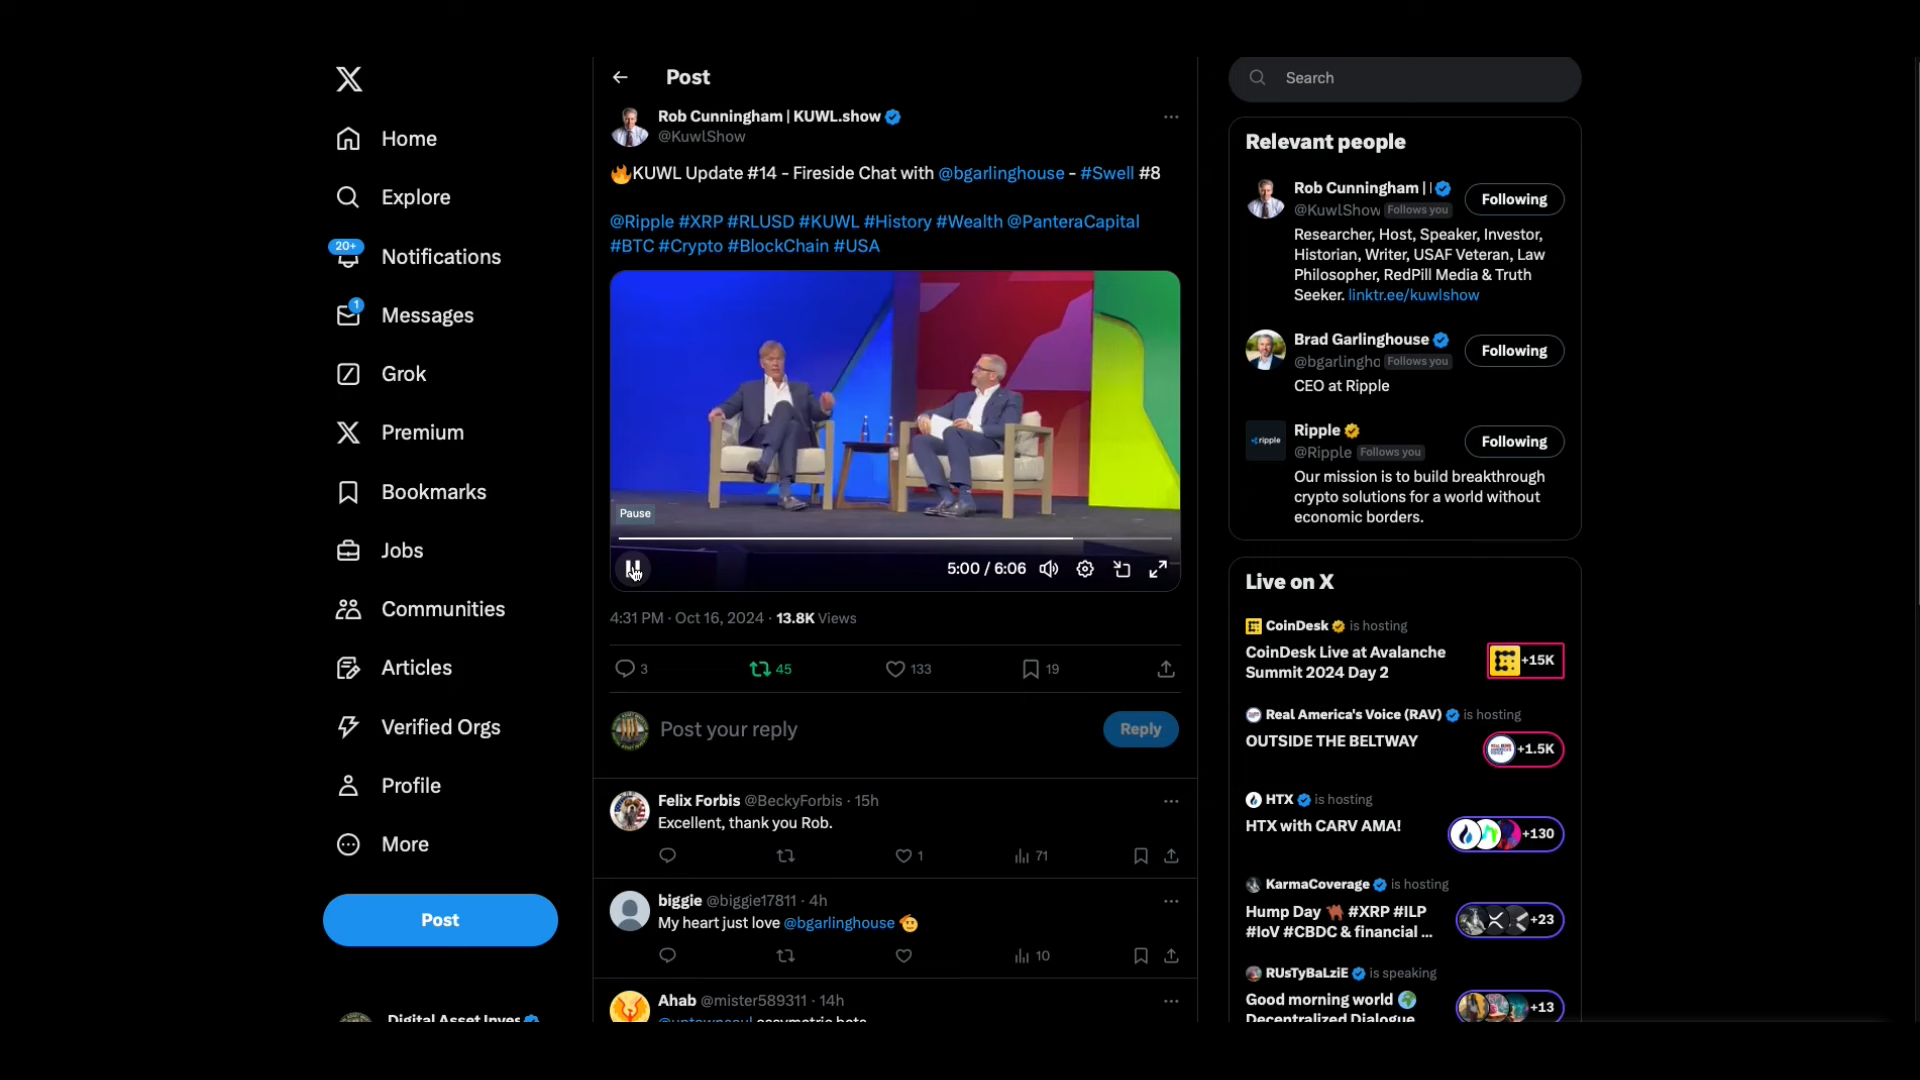 Home
Explore
20+
Notifications
1
Messages
Grok
Premium
Bookmarks
Jobs
Communities
Articles
Verified Orgs
Profile
More
Post
Digital Asset Inves
Post
Rob Cunningham | KUWL.show
@KuwlShow
🔥KUWL Update #14 - Fireside Chat with @bgarlinghouse - #Swell #8
@Ripple #XRP #RLUSD #KUWL #History #Wealth @PanteraCapital
#BTC #Crypto #BlockChain #USA
Pause
5:00 / 6:06
4:31 PM · Oct 16, 2024 · 13.8K Views
3 45 133 19
Post your reply
Reply
Felix Forbis @BeckyForbis · 15h
Excellent, thank you Rob.
1 71
biggie @biggie17811 · 4h
My heart just love @bgarlinghouse 🫡
10
Ahab @mister589311 · 14h
Search
Relevant people
Rob Cunningham | |
@KuwlShow Follows you
Following
Researcher, Host, Speaker, Investor,
Historian, Writer, USAF Veteran, Law
Philosopher, RedPill Media & Truth
Seeker. linktr.ee/kuwlshow
Brad Garlinghouse
@bgarlinghc Follows you
Following
CEO at Ripple
ripple
Ripple
@Ripple Follows you
Following
Our mission is to build breakthrough
crypto solutions for a world without
economic borders.
Live on X
CoinDesk is hosting
CoinDesk Live at Avalanche
Summit 2024 Day 2
+15K
Real America's Voice (RAV) is hosting
OUTSIDE THE BELTWAY
+1.5K
HTX is hosting
HTX with CARV AMA!
+130
KarmaCoverage is hosting
Hump Day 🐪 #XRP #ILP
#IoV #CBDC & financial ...
+23
RUsTyBaLziE is speaking
Good morning world 🌍
Decentralized Dialogue
+13